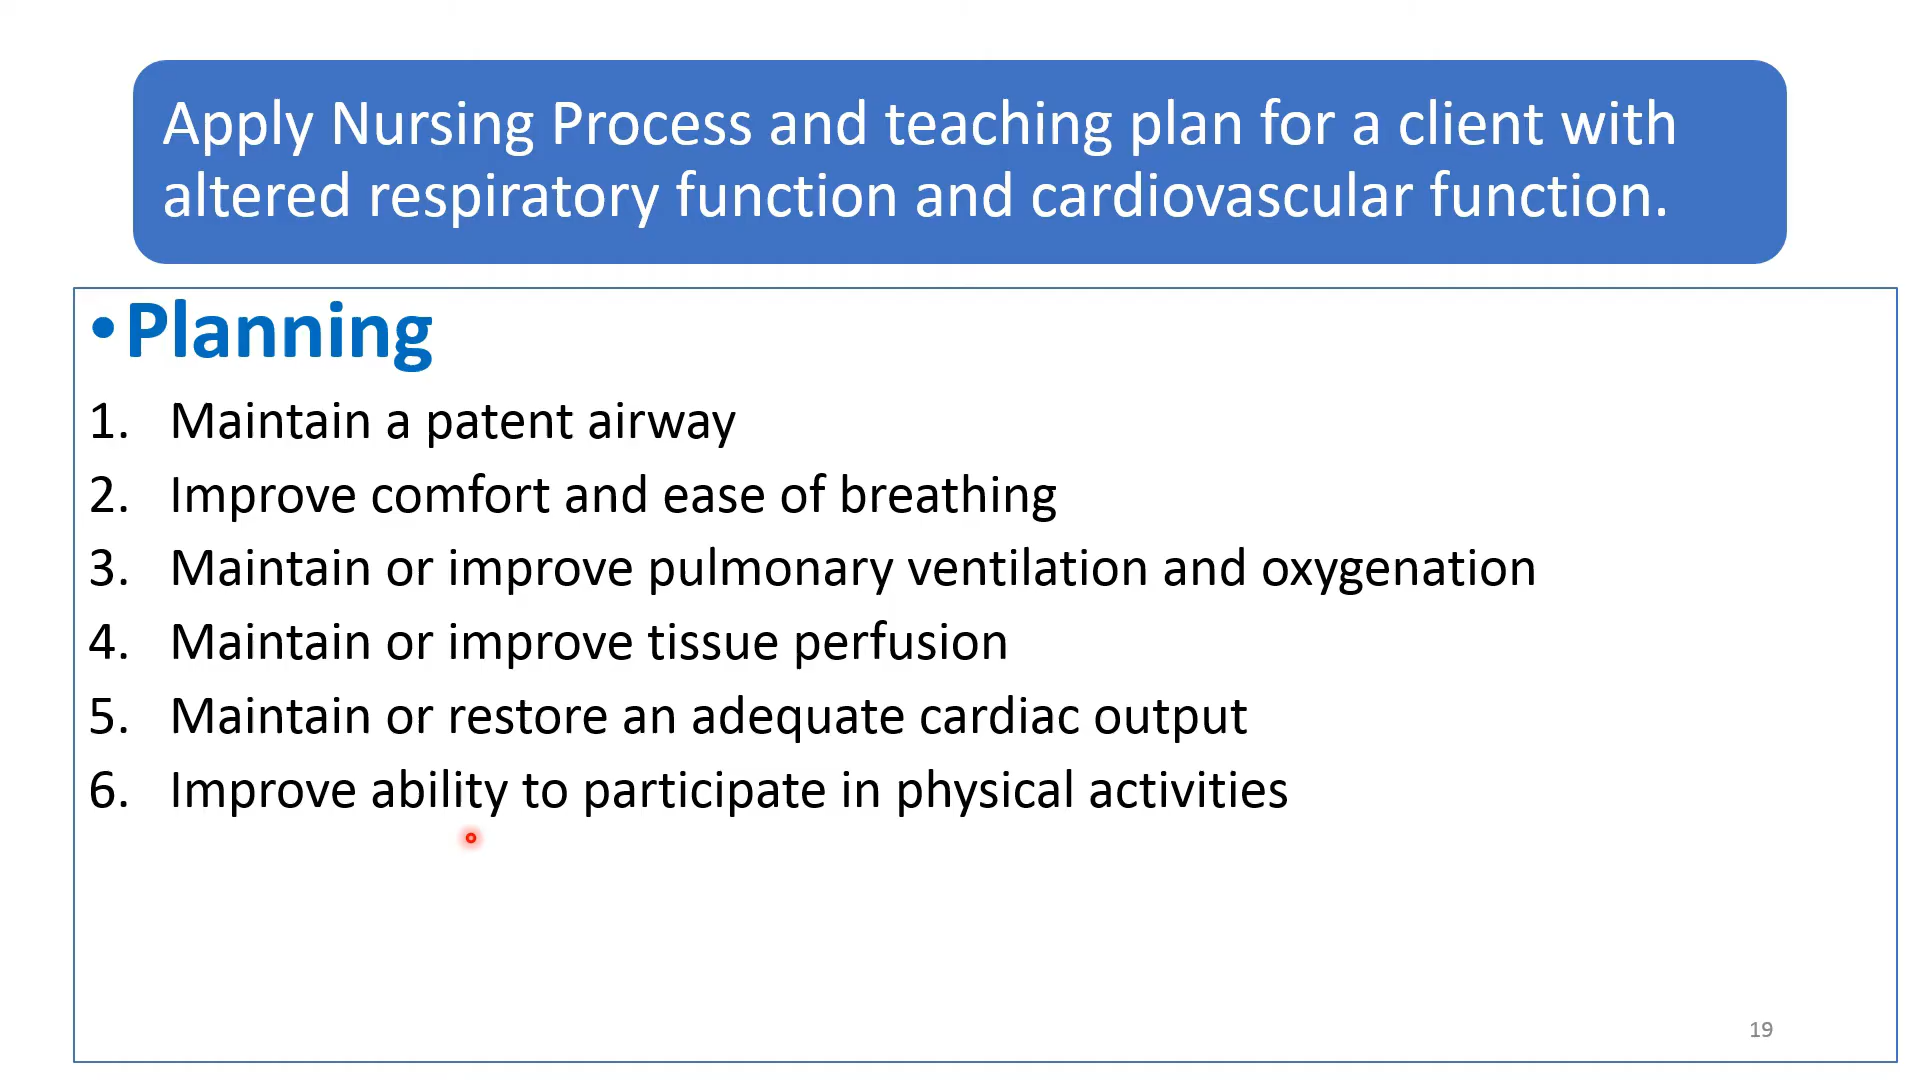 Apply Nursing Process and teaching plan for a client with
altered respiratory function and cardiovascular function.
•Planning
1. Maintain a patent airway
2. Improve comfort and ease of breathing
3. Maintain or improve pulmonary ventilation and oxygenation
4. Maintain or improve tissue perfusion
5. Maintain or restore an adequate cardiac output
6. Improve ability to participate in physical activities
19